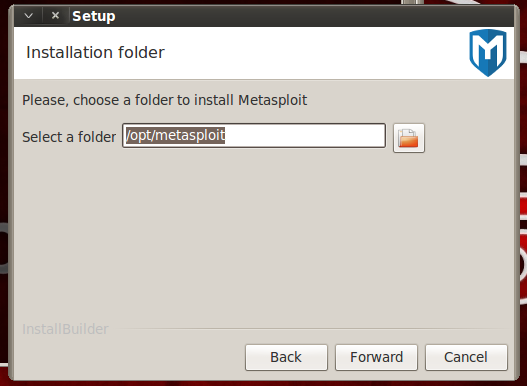 Setup
Installation folder
Please, choose a folder to install Metasploit
Select a folder /opt/metasploit
InstallBuilder
Back Forward Cancel